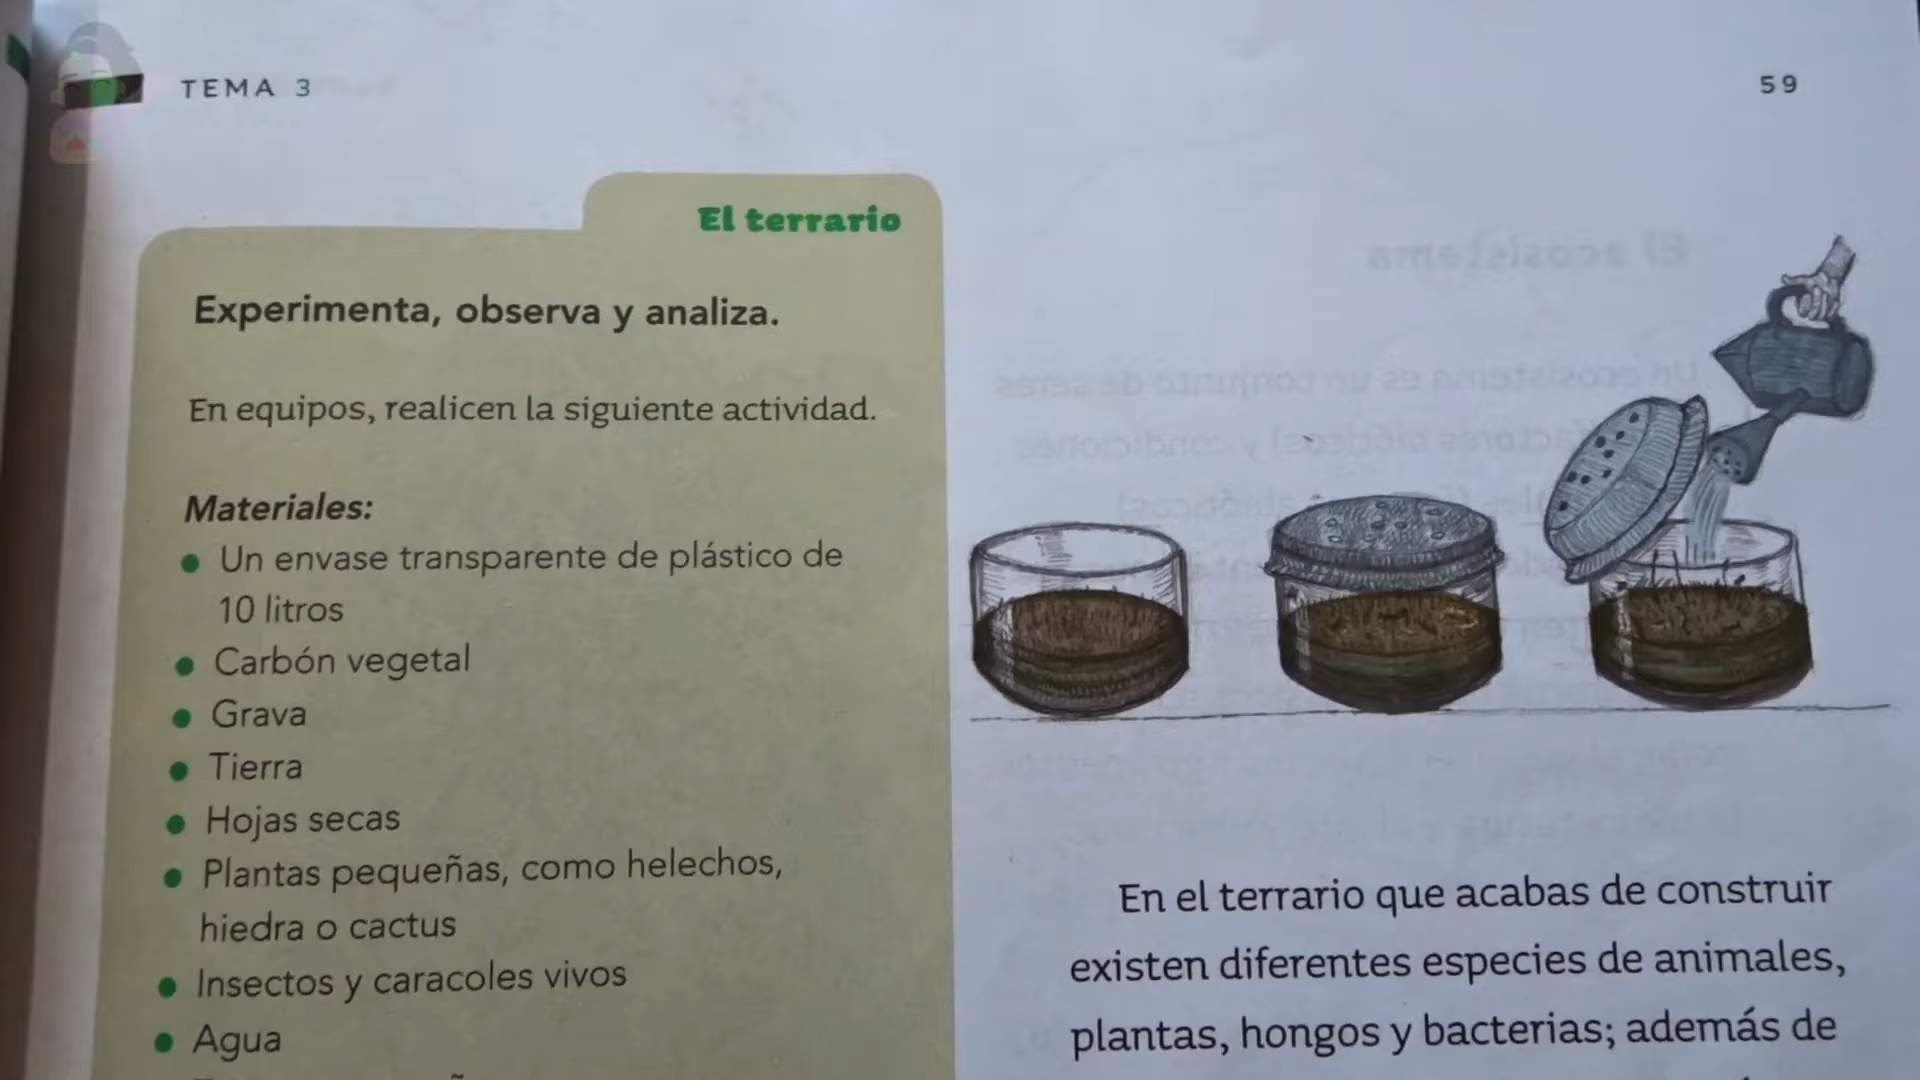 TEMA 3
59
El terrario
Experimenta, observa y analiza.
En equipos, realicen la siguiente actividad.
Materiales:
Un envase transparente de plástico de
10 litros
Carbón vegetal
Grava
Tierra
Hojas secas
Plantas pequeñas, como helechos,
hiedra o cactus
Insectos y caracoles vivos
Agua
En el terrario que acabas de construir
existen diferentes especies de animales,
plantas, hongos y bacterias; además de